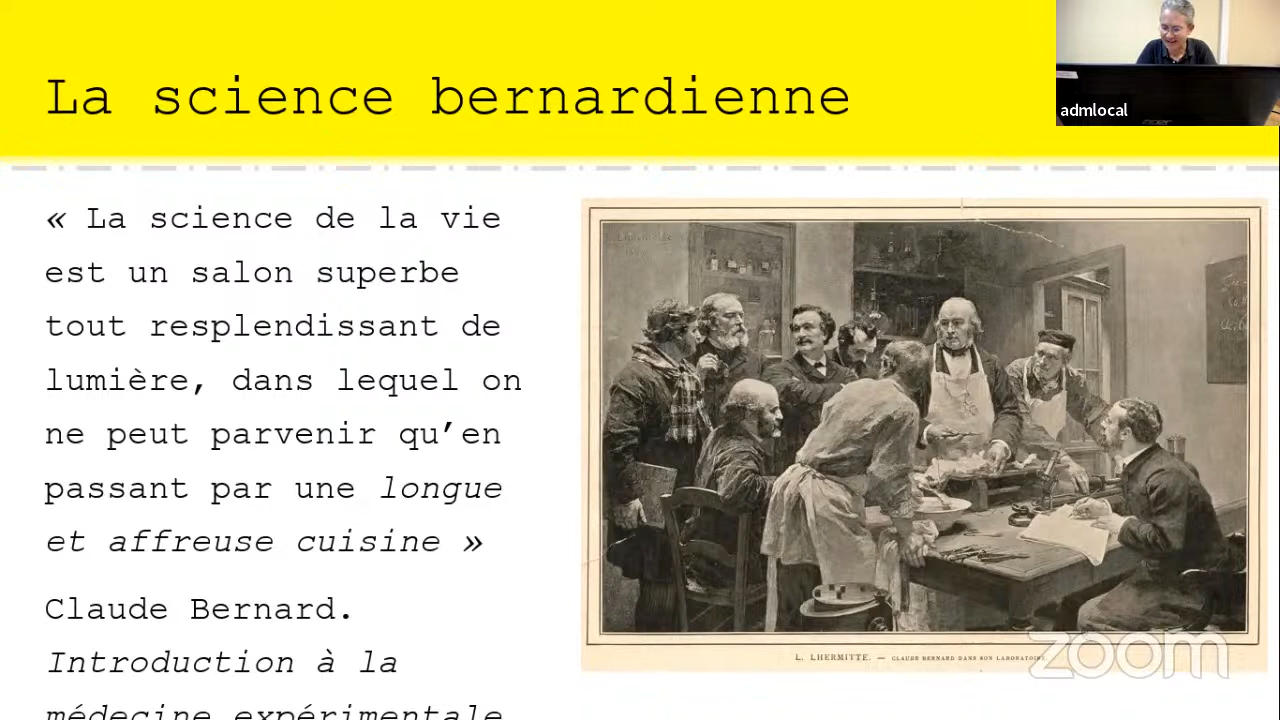 La science bernardienne
admlocal
« La science de la vie
est un salon superbe
tout resplendissant de
lumière, dans lequel on
ne peut parvenir qu’en
passant par une longue
et affreuse cuisine »
Claude Bernard.
Introduction à la
médecine expérimentale
L. LHERMITTE. — CLAUDE BERNARD DANS SON LABORATOIRE.
zoom